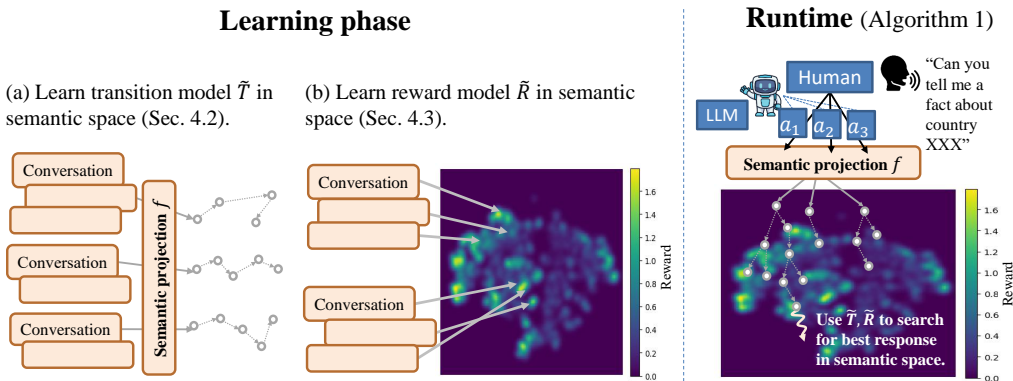 Learning phase
(a) Learn transition model T̃ in
semantic space (Sec. 4.2).
Conversation
Conversation
Conversation
Semantic projection f
(b) Learn reward model R̃ in semantic
space (Sec. 4.3).
Conversation
Conversation
1.6
1.4
1.2
1.0
0.8
0.6
0.4
0.2
0.0
Reward
Runtime (Algorithm 1)
Human
LLM
a₁
a₂
a₃
“Can you
tell me a
fact about
country
XXX”
Semantic projection f
Use T̃, R̃ to search
for best response
in semantic space.
1.6
1.4
1.2
1.0
0.8
0.6
0.4
0.2
0.0
Reward